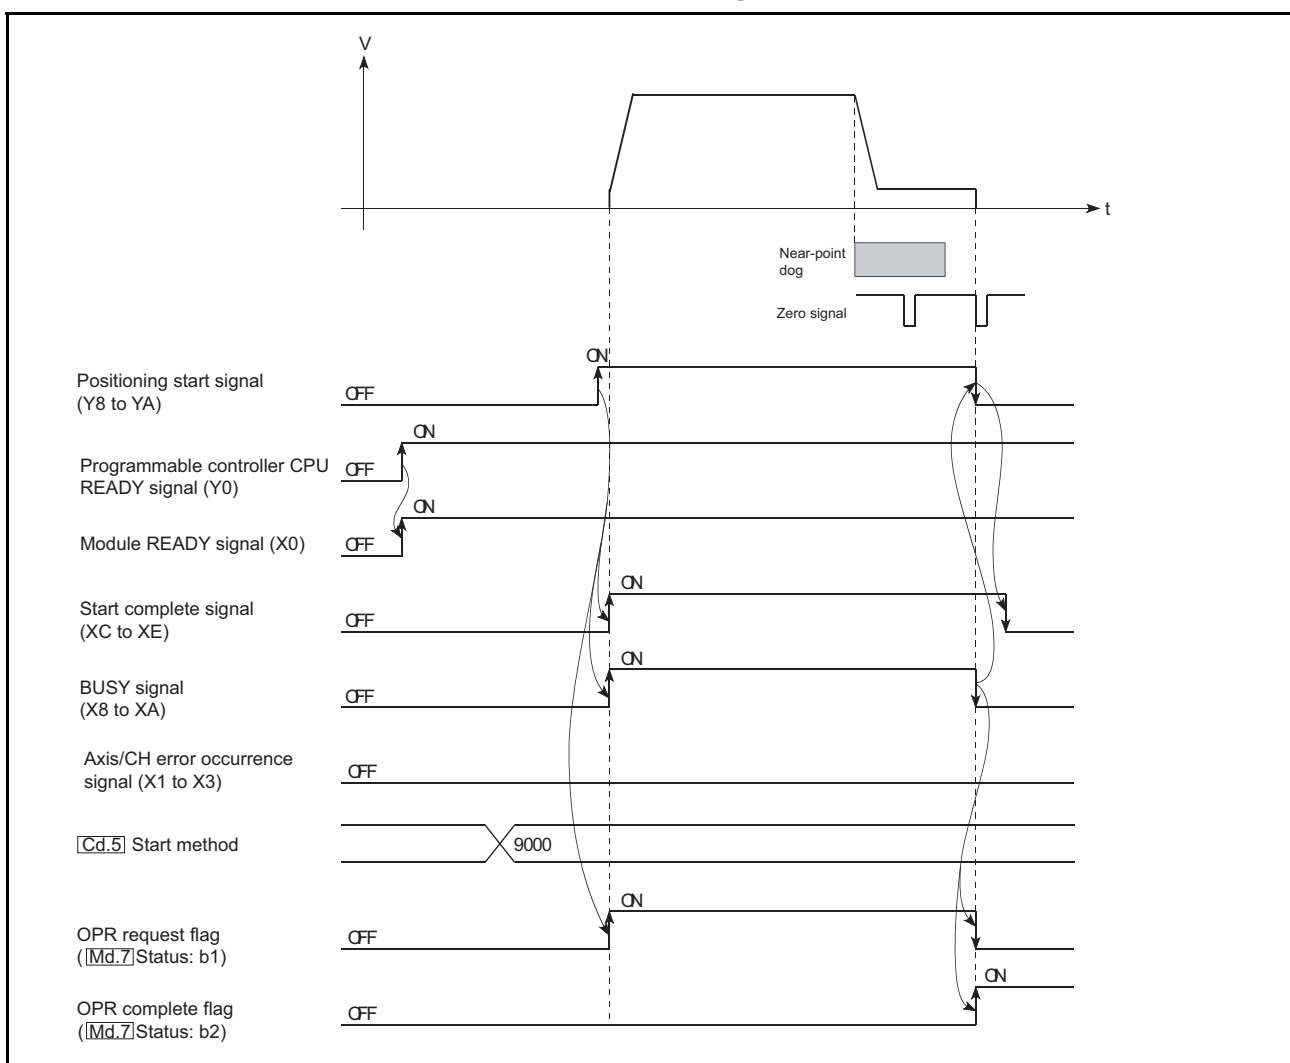 V
t
Near-point
dog
Zero signal
ON
Positioning start signal
(Y8 to YA)
OFF
ON
Programmable controller CPU
READY signal (Y0)
OFF
ON
Module READY signal (X0)
OFF
ON
Start complete signal
(XC to XE)
OFF
ON
BUSY signal
(X8 to XA)
OFF
Axis/CH error occurrence
signal (X1 to X3)
OFF
Cd.5 Start method
9000
ON
OPR request flag
( Md.7 Status: b1)
OFF
ON
OPR complete flag
( Md.7 Status: b2)
OFF